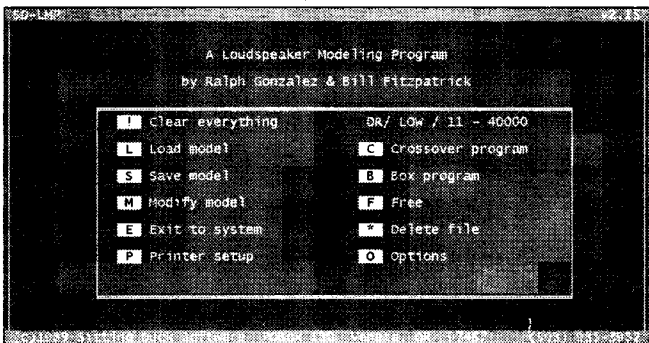 SD-LMP v2.1S
A Loudspeaker Modeling Program
by Ralph Gonzalez & Bill Fitzpatrick
! Clear everything DR/ LOW / 11 - 40000
L Load model C Crossover program
S Save model B Box program
M Modify model F Free
E Exit to system * Delete file
P Printer setup O Options